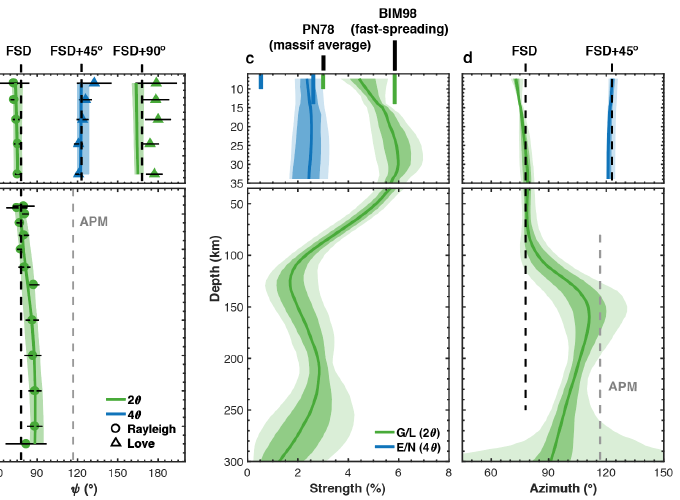 FSD FSD+45° FSD+90°
APM
2θ
4θ
Rayleigh
Love
90 120 150 180
ψ (°)
c
PN78
(massif average)
BIM98
(fast-spreading)
10
15
20
25
30
35
50
100
150
200
250
300
Depth (km)
G/L (2θ)
E/N (4θ)
0 2 4 6 8
Strength (%)
d
FSD FSD+45°
APM
60 90 120 150
Azimuth (°)